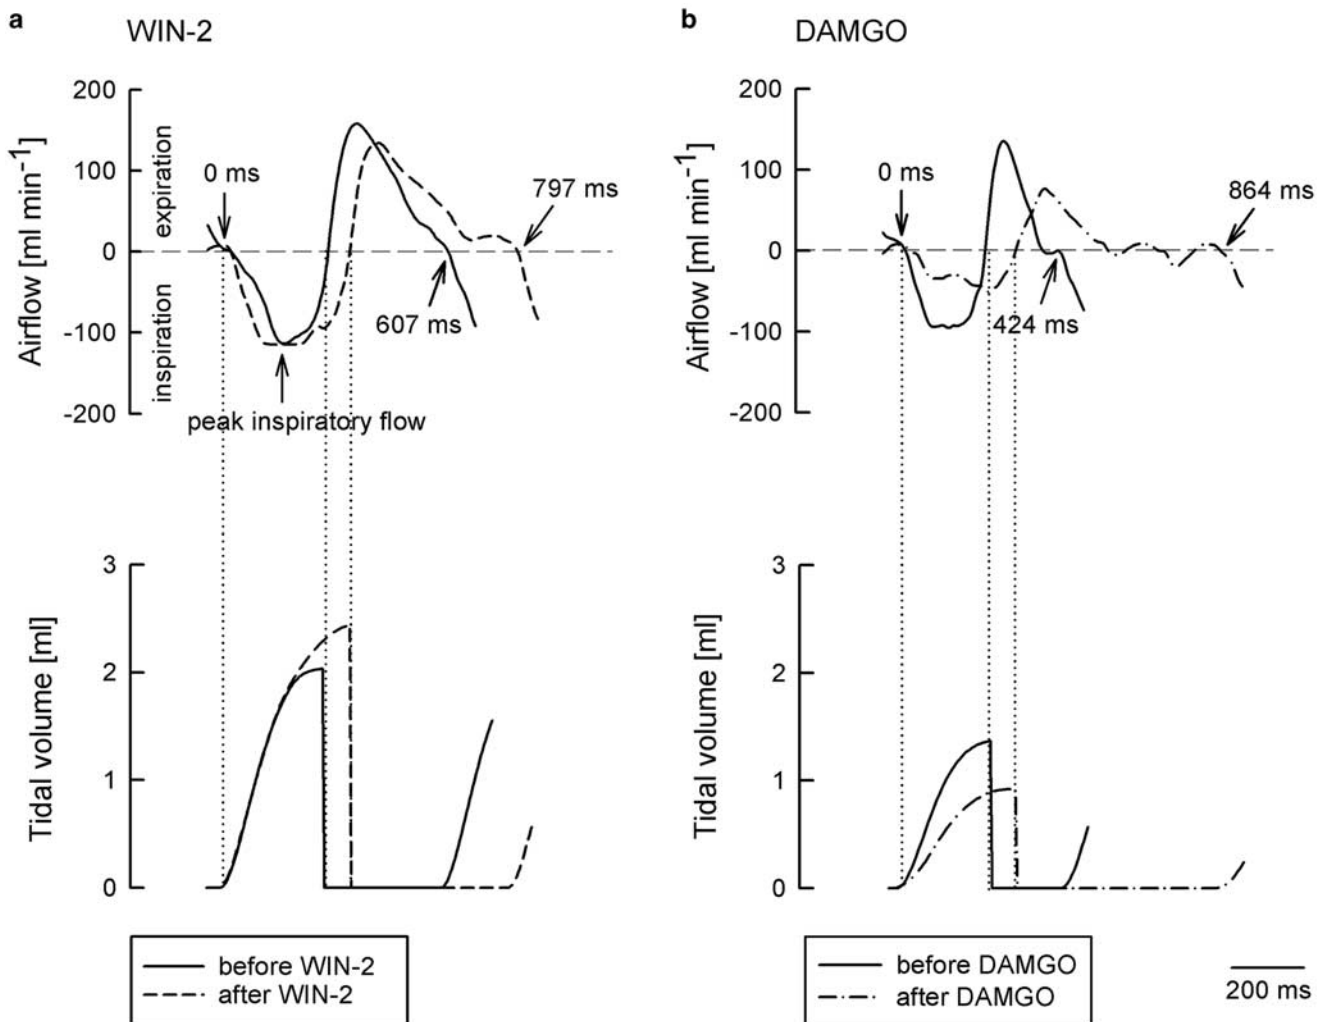 a
WIN-2
Airflow [ml min⁻¹]
200
100
0
-100
-200
expiration
inspiration
0 ms
797 ms
607 ms
peak inspiratory flow
Tidal volume [ml]
3
2
1
0
before WIN-2
after WIN-2
b
DAMGO
Airflow [ml min⁻¹]
200
100
0
-100
-200
0 ms
864 ms
424 ms
Tidal volume [ml]
3
2
1
0
before DAMGO
after DAMGO
200 ms